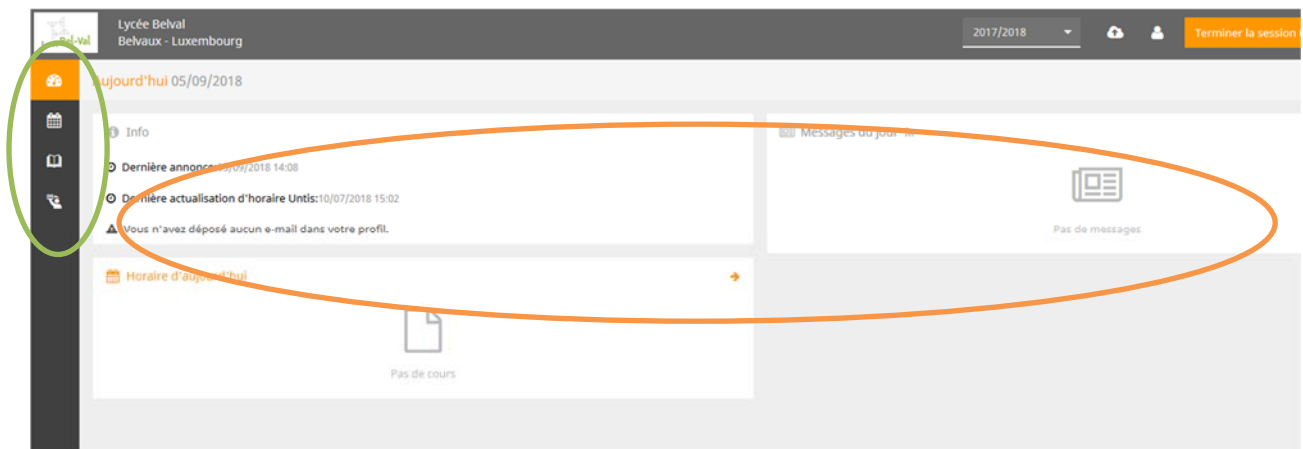 Bel-Val
Lycée Belval
Belvaux - Luxembourg
2017/2018
Terminer la session
Aujourd'hui 05/09/2018
Info
Messages du jour
Dernière annonce: /09/2018 14:08
Dernière actualisation d'horaire Untis:10/07/2018 15:02
Vous n'avez déposé aucun e-mail dans votre profil.
Pas de messages
Horaire d'aujourd'hui
Pas de cours